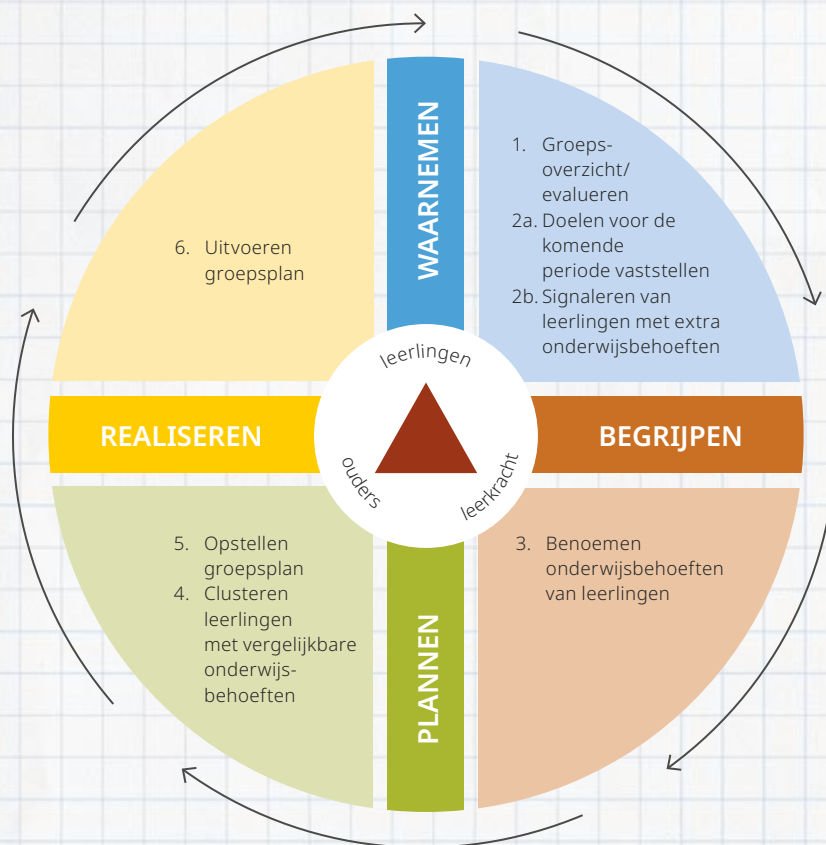 WAARNEMEN
1. Groeps-
overzicht/
evalueren
2a. Doelen voor de
komende
periode vaststellen
2b. Signaleren van
leerlingen met extra
onderwijsbehoeften
BEGRIJPEN
3. Benoemen
onderwijsbehoeften
van leerlingen
PLANNEN
5. Opstellen
groepsplan
4. Clusteren
leerlingen
met vergelijkbare
onderwijs-
behoeften
REALISEREN
6. Uitvoeren
groepsplan
leerlingen
leerkracht
ouders